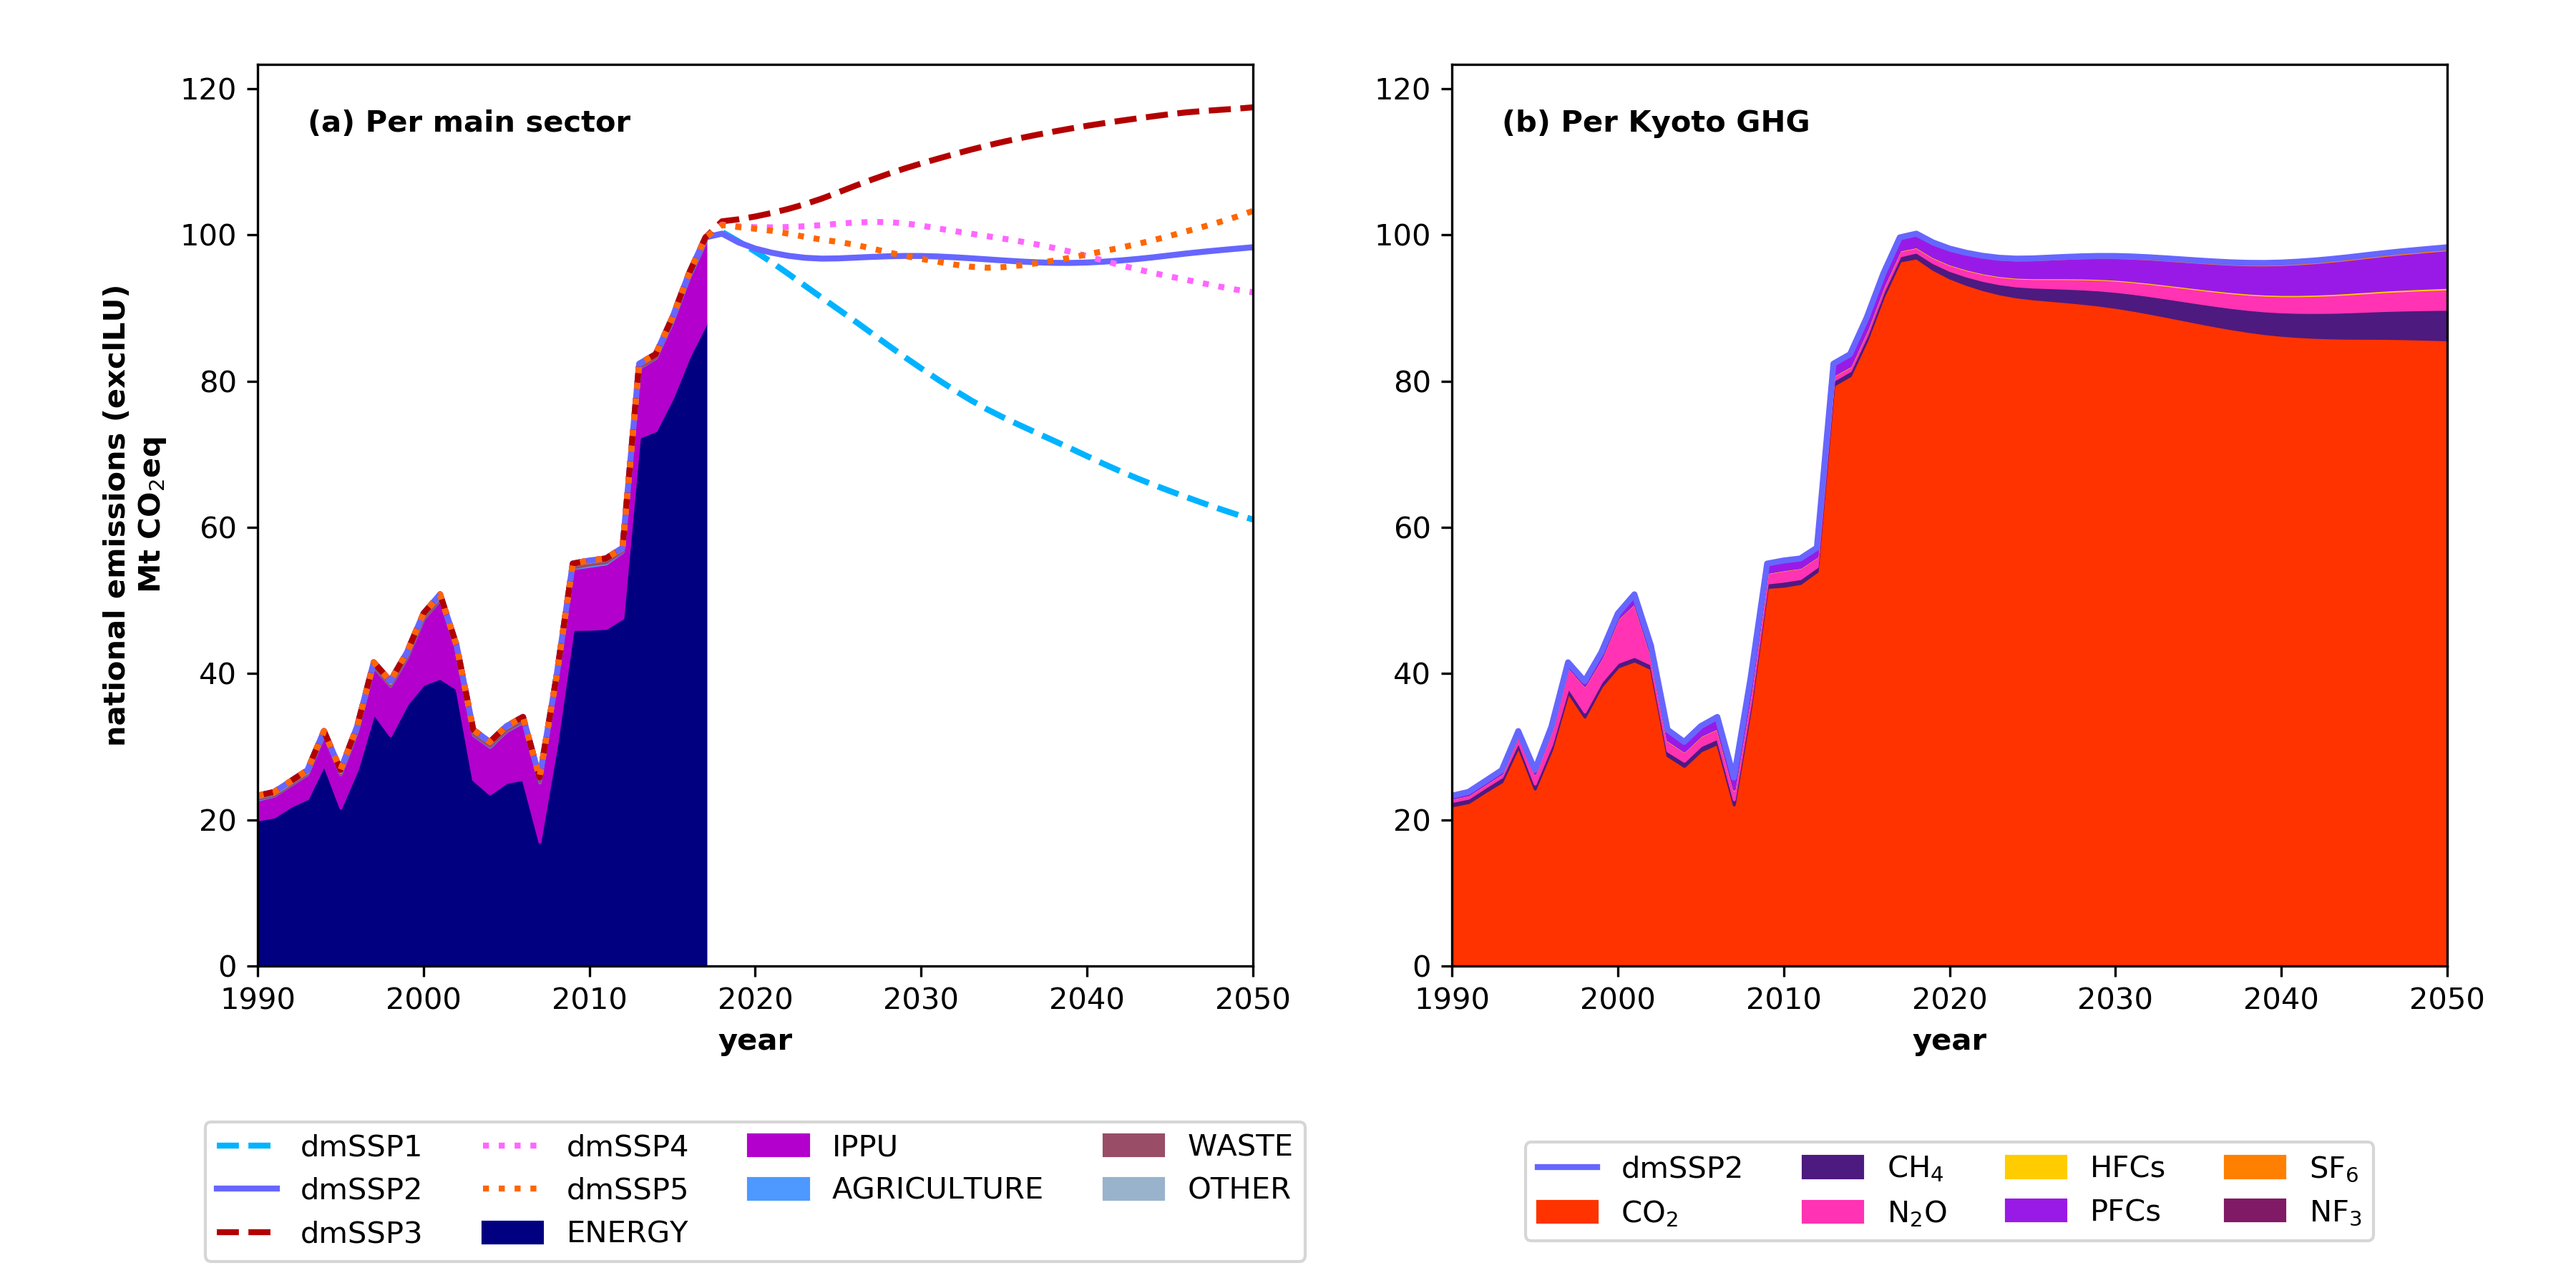 (a) Per main sector
national emissions (exclLU)
Mt CO₂eq
120
100
80
60
40
20
0
1990 2000 2010 2020 2030 2040 2050
year
dmSSP1 dmSSP4 IPPU WASTE
dmSSP2 dmSSP5 AGRICULTURE OTHER
dmSSP3 ENERGY
(b) Per Kyoto GHG
120
100
80
60
40
20
0
1990 2000 2010 2020 2030 2040 2050
year
dmSSP2 CH₄ HFCs SF₆
CO₂ N₂O PFCs NF₃